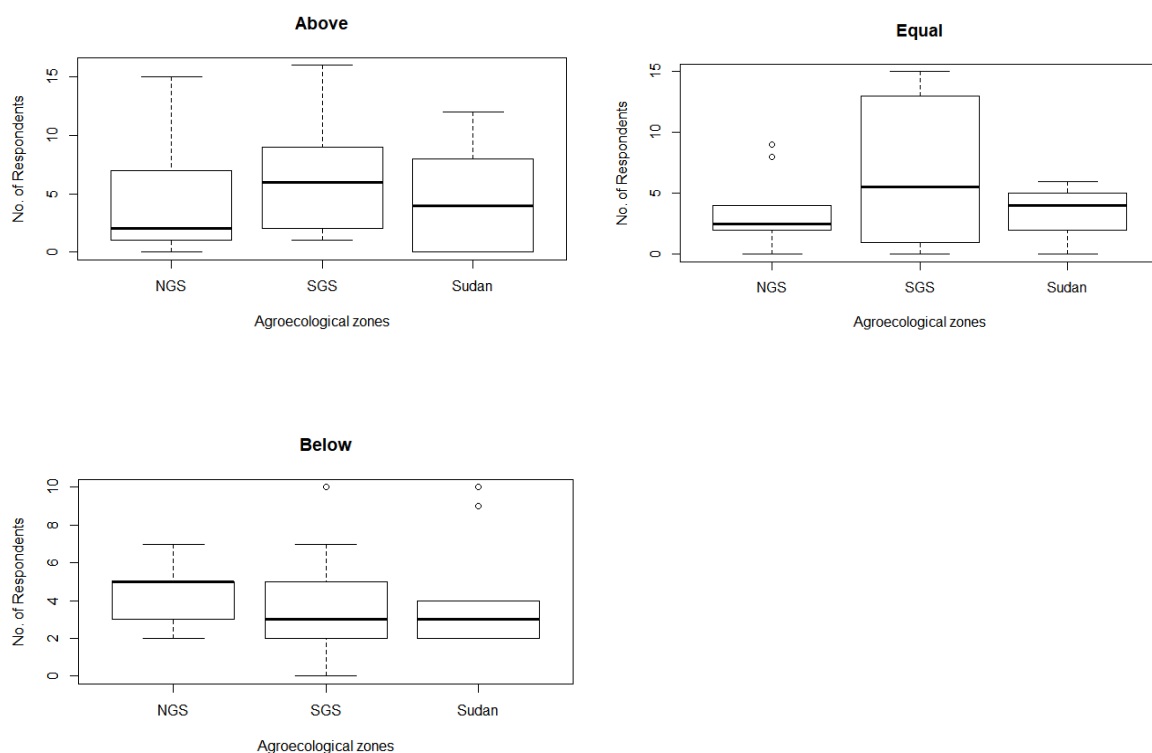 Above
No. of Respondents
15
10
5
0
NGS SGS Sudan
Agroecological zones
Equal
No. of Respondents
15
10
5
0
NGS SGS Sudan
Agroecological zones
Below
No. of Respondents
10
8
6
4
2
0
NGS SGS Sudan
Agroecological zones